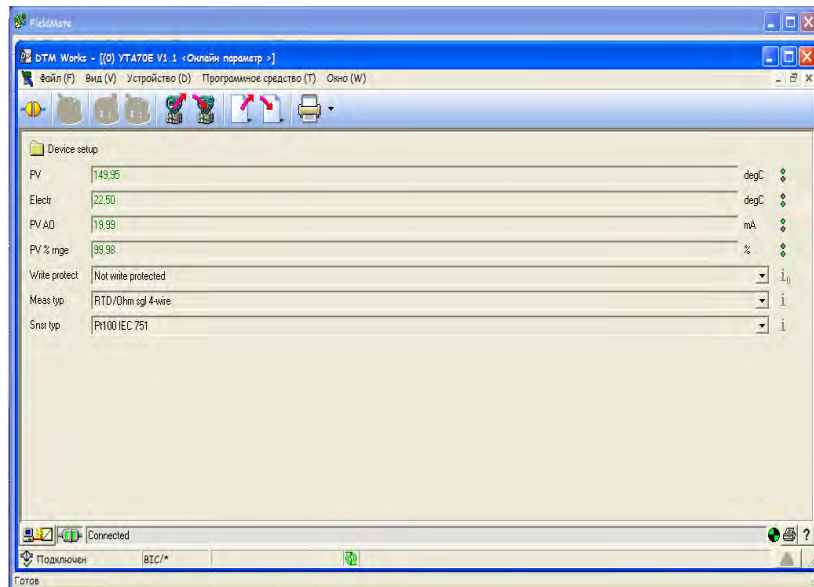 FieldMate
DTM Works - [(0) YTA70E V1.1 <Онлайн параметр >]
Файл (F) Вид (V) Устройство (D) Программное средство (T) Окно (W)
Device setup
PV 149,95 degC
Electr 22,50 degC
PV AO 19,99 mA
PV % rnge 99,98 %
Write protect Not write protected
Meas typ RTD/Ohm sgl 4-wire
Snsr typ Pt100 IEC 751
Connected
Подключен BIC/*
Готов